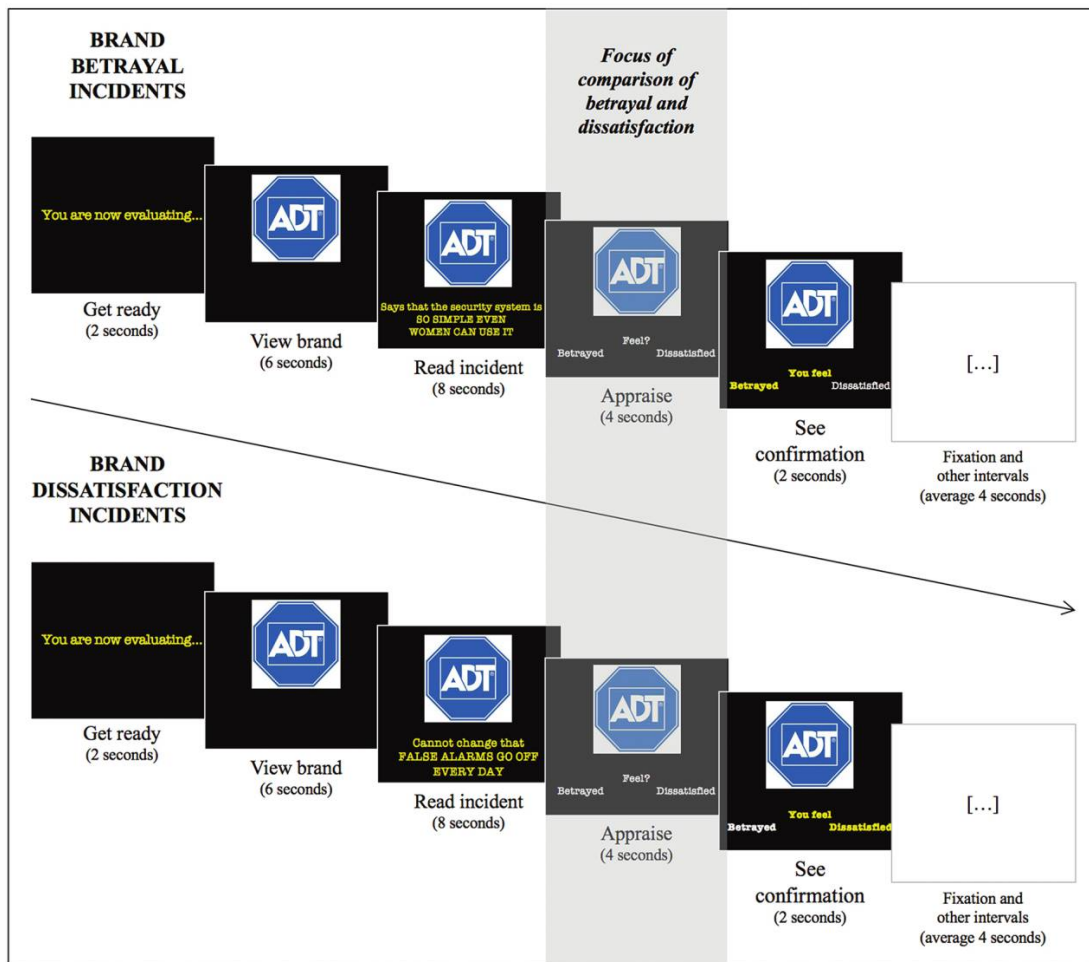 BRAND
BETRAYAL
INCIDENTS
Focus of
comparison of
betrayal and
dissatisfaction
You are now evaluating...
Get ready
(2 seconds)
ADT®
View brand
(6 seconds)
ADT®
Says that the security system is
SO SIMPLE EVEN
WOMEN CAN USE IT
Read incident
(8 seconds)
ADT®
Feel?
Betrayed Dissatisfied
Appraise
(4 seconds)
ADT®
You feel
Betrayed Dissatisfied
See
confirmation
(2 seconds)
[...]
Fixation and
other intervals
(average 4 seconds)
BRAND
DISSATISFACTION
INCIDENTS
You are now evaluating...
Get ready
(2 seconds)
ADT®
View brand
(6 seconds)
ADT®
Cannot change that
FALSE ALARMS GO OFF
EVERY DAY
Read incident
(8 seconds)
ADT®
Feel?
Betrayed Dissatisfied
Appraise
(4 seconds)
ADT®
You feel
Betrayed Dissatisfied
See
confirmation
(2 seconds)
[...]
Fixation and
other intervals
(average 4 seconds)